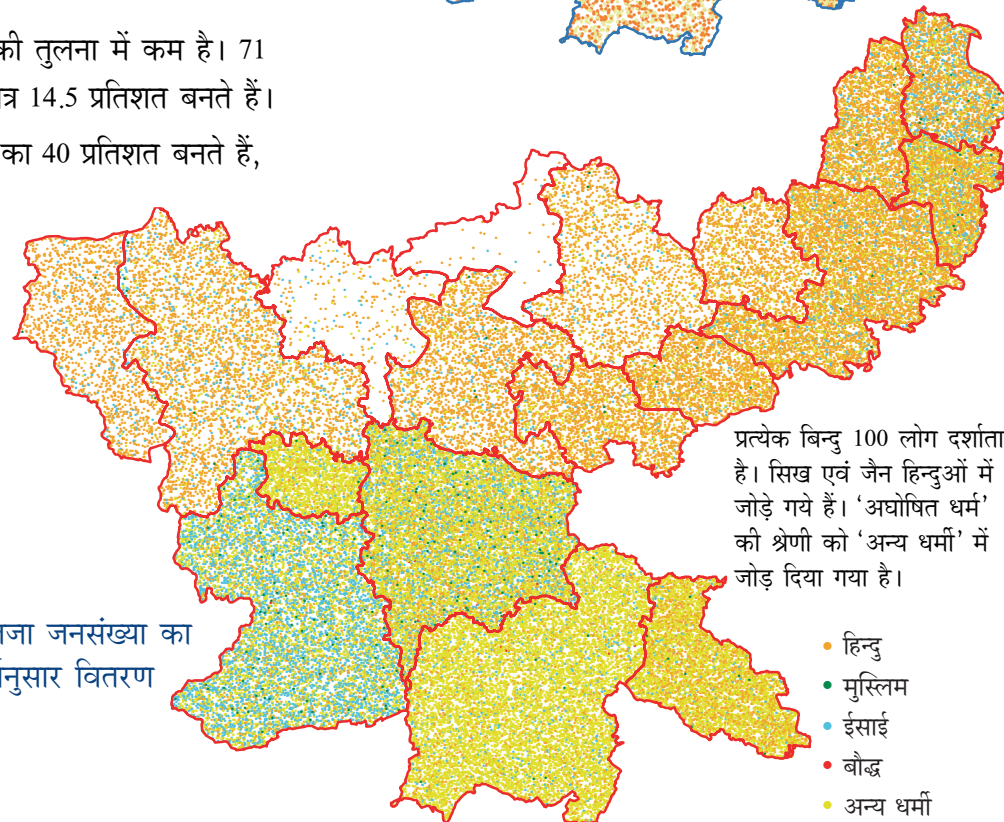 की तुलना में कम है। 71
14.5 प्रतिशत बनते हैं।
का 40 प्रतिशत बनते हैं,
प्रत्येक बिन्दु 100 लोग दर्शाता
है। सिख एवं जैन हिन्दुओं में
जोड़े गये हैं। ‘अघोषित धर्म’
की श्रेणी को ‘अन्य धर्मी’ में
जोड़ दिया गया है।
जनसंख्या का
वितरण
हिन्दु
मुस्लिम
ईसाई
बौद्ध
अन्य धर्मी